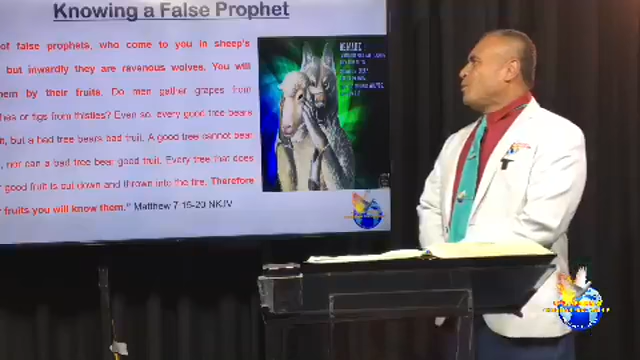 Knowing a False Prophet
of false prophets, who come to you in sheep's
but inwardly they are ravenous wolves. You will
em by their fruits. Do men gather grapes from
hes or figs from thistles? Even so, every good tree bears
, but a bad tree bears bad fruit. A good tree cannot bear
, nor can a bad tree bear good fruit. Every tree that does
good fruit is cut down and thrown into the fire. Therefore
fruits you will know them." Matthew 7:15-20 NKJV
BEWARE